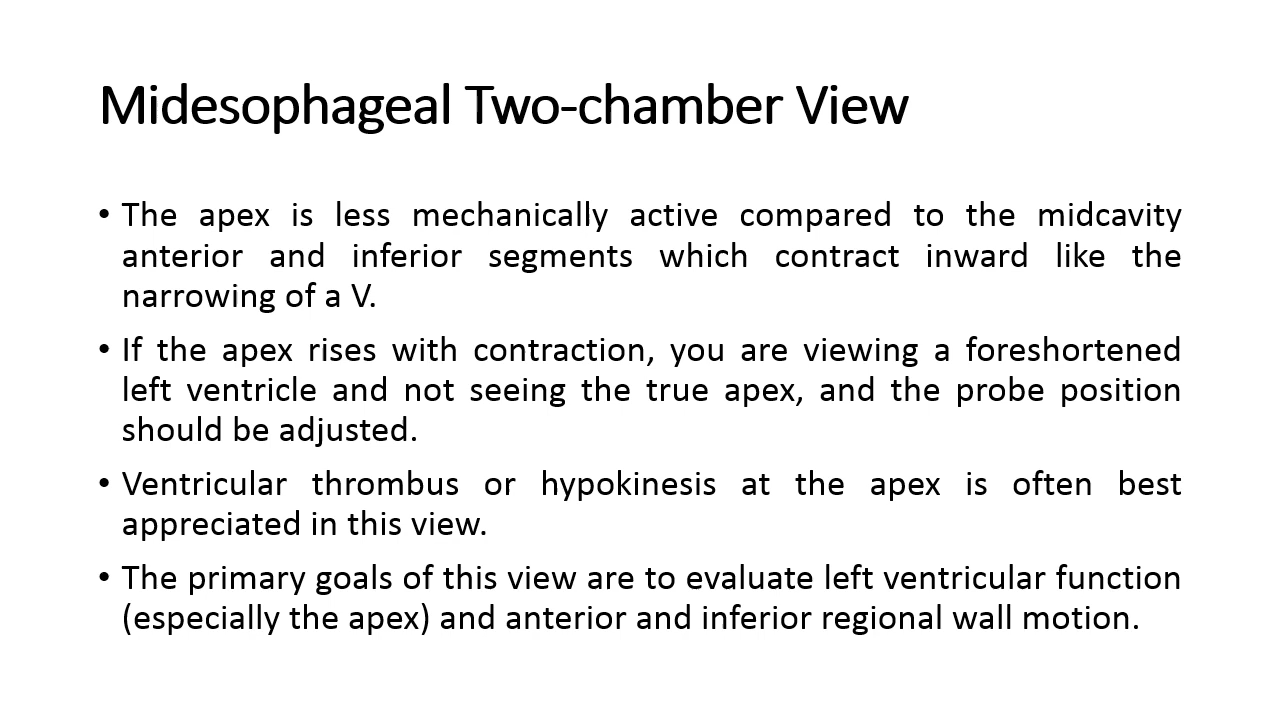 Midesophageal Two-chamber View
• The apex is less mechanically active compared to the midcavity
anterior and inferior segments which contract inward like the
narrowing of a V.
• If the apex rises with contraction, you are viewing a foreshortened
left ventricle and not seeing the true apex, and the probe position
should be adjusted.
• Ventricular thrombus or hypokinesis at the apex is often best
appreciated in this view.
• The primary goals of this view are to evaluate left ventricular function
(especially the apex) and anterior and inferior regional wall motion.